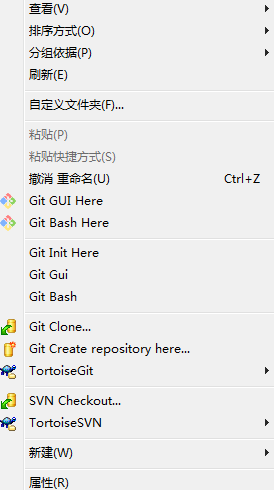 查看(V)
排序方式(O)
分组依据(P)
刷新(E)
自定义文件夹(F)...
粘贴(P)
粘贴快捷方式(S)
撤消 重命名(U) Ctrl+Z
Git GUI Here
Git Bash Here
Git Init Here
Git Gui
Git Bash
Git Clone...
Git Create repository here...
TortoiseGit
SVN Checkout...
TortoiseSVN
新建(W)
属性(R)